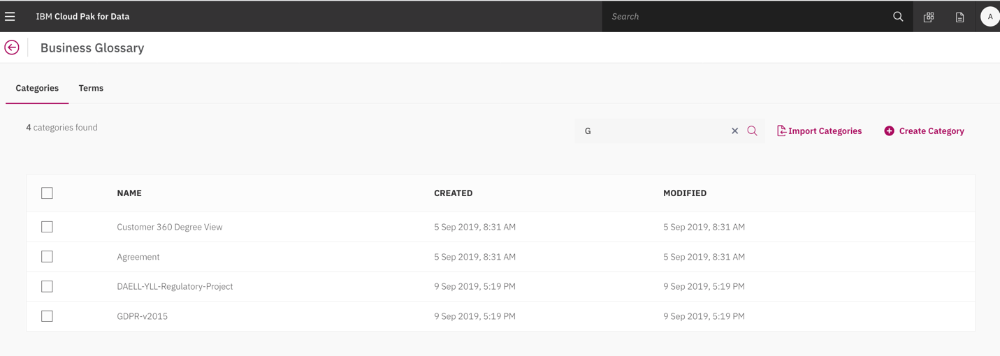 IBM Cloud Pak for Data Search A
Business Glossary
Categories Terms
4 categories found G Import Categories Create Category
NAME CREATED MODIFIED
Customer 360 Degree View 5 Sep 2019, 8:31 AM 5 Sep 2019, 8:31 AM
Agreement 5 Sep 2019, 8:31 AM 5 Sep 2019, 8:31 AM
DAELL-YLL-Regulatory-Project 9 Sep 2019, 5:19 PM 9 Sep 2019, 5:19 PM
GDPR-v2015 9 Sep 2019, 5:19 PM 9 Sep 2019, 5:19 PM